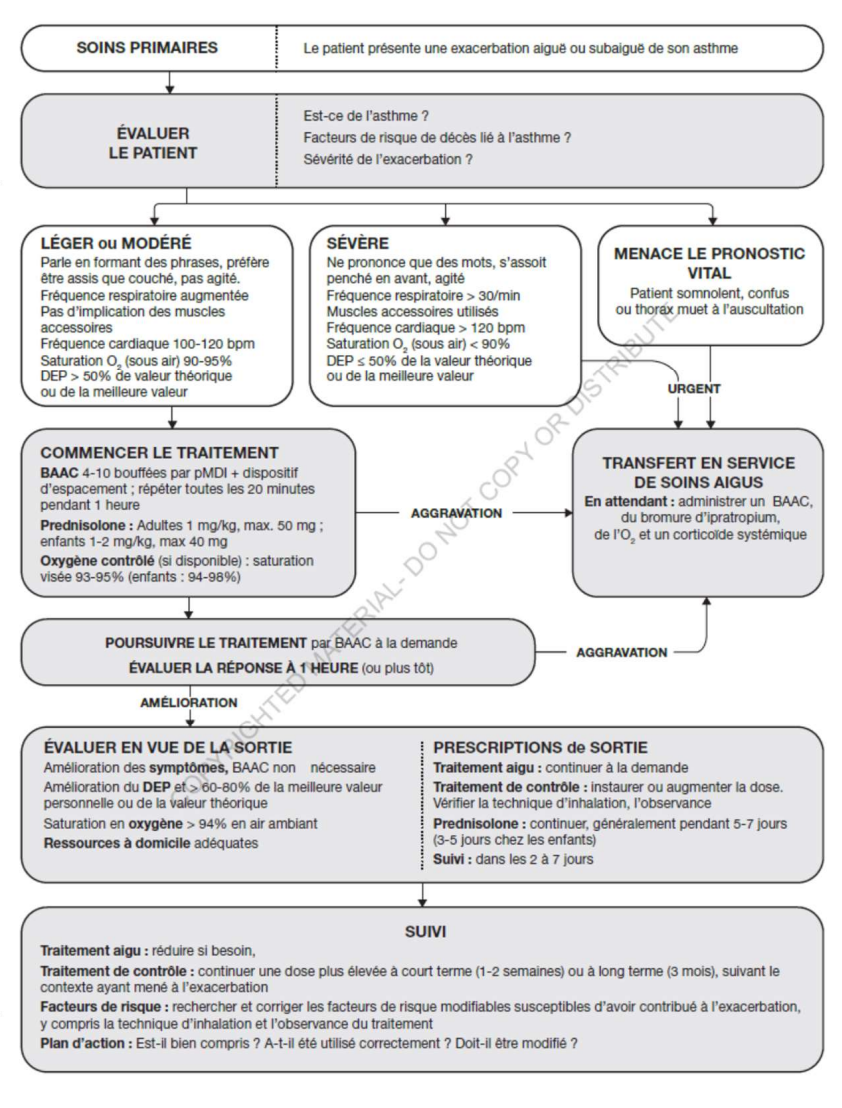 SOINS PRIMAIRES
Le patient présente une exacerbation aiguë ou subaiguë de son asthme
ÉVALUER
LE PATIENT
Est-ce de l'asthme ?
Facteurs de risque de décès lié à l'asthme ?
Sévérité de l'exacerbation ?
LÉGER ou MODÉRÉ
Parle en formant des phrases, préfère
être assis que couché, pas agité.
Fréquence respiratoire augmentée
Pas d'implication des muscles
accessoires
Fréquence cardiaque 100-120 bpm
Saturation O2 (sous air) 90-95%
DEP > 50% de valeur théorique
ou de la meilleure valeur
SÉVÈRE
Ne prononce que des mots, s'assoit
penché en avant, agité
Fréquence respiratoire > 30/min
Muscles accessoires utilisés
Fréquence cardiaque > 120 bpm
Saturation O2 (sous air) < 90%
DEP ≤ 50% de la valeur théorique
ou de la meilleure valeur
MENACE LE PRONOSTIC
VITAL
Patient somnolent, confus
ou thorax muet à l'auscultation
URGENT
COMMENCER LE TRAITEMENT
BAAC 4-10 bouffées par pMDI + dispositif
d'espacement ; répéter toutes les 20 minutes
pendant 1 heure
Prednisolone : Adultes 1 mg/kg, max. 50 mg ;
enfants 1-2 mg/kg, max 40 mg
Oxygène contrôlé (si disponible) : saturation
visée 93-95% (enfants : 94-98%)
AGGRAVATION
TRANSFERT EN SERVICE
DE SOINS AIGUS
En attendant : administrer un BAAC,
du bromure d'ipratropium,
de l'O2 et un corticoïde systémique
POURSUIVRE LE TRAITEMENT par BAAC à la demande
ÉVALUER LA RÉPONSE À 1 HEURE (ou plus tôt)
AGGRAVATION
AMÉLIORATION
ÉVALUER EN VUE DE LA SORTIE
Amélioration des symptômes, BAAC non nécessaire
Amélioration du DEP et > 60-80% de la meilleure valeur
personnelle ou de la valeur théorique
Saturation en oxygène > 94% en air ambiant
Ressources à domicile adéquates
PRESCRIPTIONS de SORTIE
Traitement aigu : continuer à la demande
Traitement de contrôle : instaurer ou augmenter la dose.
Vérifier la technique d'inhalation, l'observance
Prednisolone : continuer, généralement pendant 5-7 jours
(3-5 jours chez les enfants)
Suivi : dans les 2 à 7 jours
SUIVI
Traitement aigu : réduire si besoin,
Traitement de contrôle : continuer une dose plus élevée à court terme (1-2 semaines) ou à long terme (3 mois), suivant le
contexte ayant mené à l'exacerbation
Facteurs de risque : rechercher et corriger les facteurs de risque modifiables susceptibles d'avoir contribué à l'exacerbation,
y compris la technique d'inhalation et l'observance du traitement
Plan d'action : Est-il bien compris ? A-t-il été utilisé correctement ? Doit-il être modifié ?
COPYRIGHTED MATERIAL- DO NOT COPY OR DISTRIBUTE